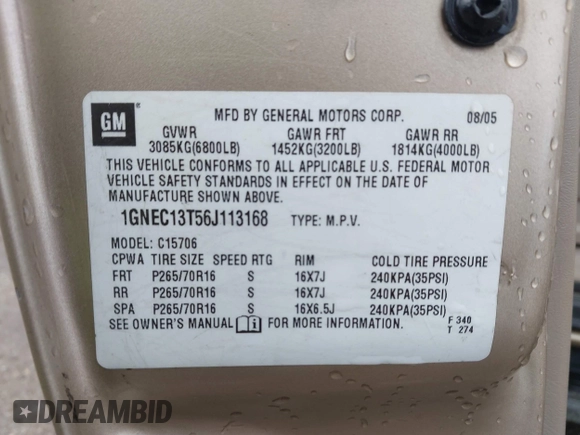 GM ®
MFD BY GENERAL MOTORS CORP. 08/05
GVWR GAWR FRT GAWR RR
3085KG(6800LB) 1452KG(3200LB) 1814KG(4000LB)
THIS VEHICLE CONFORMS TO ALL APPLICABLE U.S. FEDERAL MOTOR
VEHICLE SAFETY STANDARDS IN EFFECT ON THE DATE OF
MANUFACTURE SHOWN ABOVE.
1GNEC13T56J113168 TYPE: M.P.V.
MODEL: C15706
CPWA TIRE SIZE SPEED RTG RIM COLD TIRE PRESSURE
FRT P265/70R16 S 16X7J 240KPA(35PSI)
RR P265/70R16 S 16X7J 240KPA(35PSI)
SPA P265/70R16 S 16X6.5J 240KPA(35PSI)
SEE OWNER'S MANUAL FOR MORE INFORMATION. F 340
T 274
DREAMBID